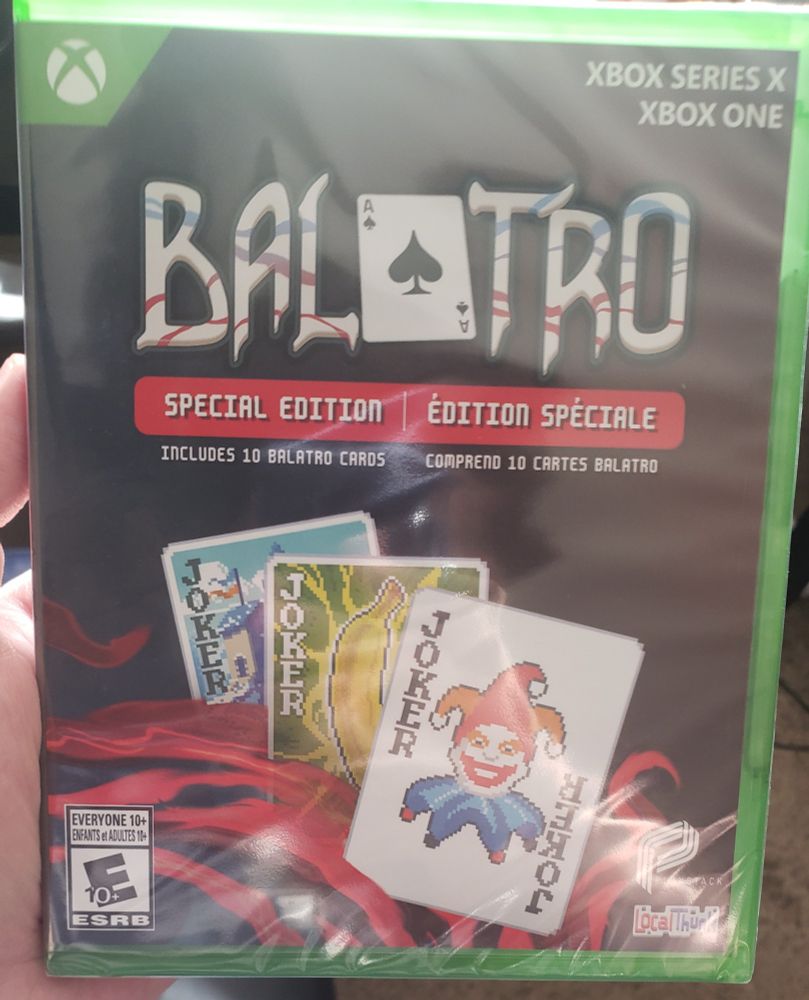 XBOX SERIES X
XBOX ONE
BALATRO
A
A
SPECIAL EDITION | ÉDITION SPÉCIALE
INCLUDES 10 BALATRO CARDS COMPREND 10 CARTES BALATRO
JOKER
JOKER
JOKER
JOKER
EVERYONE 10+
ENFANTS et ADULTES 10+
E
10+
ESRB
LocalThunk